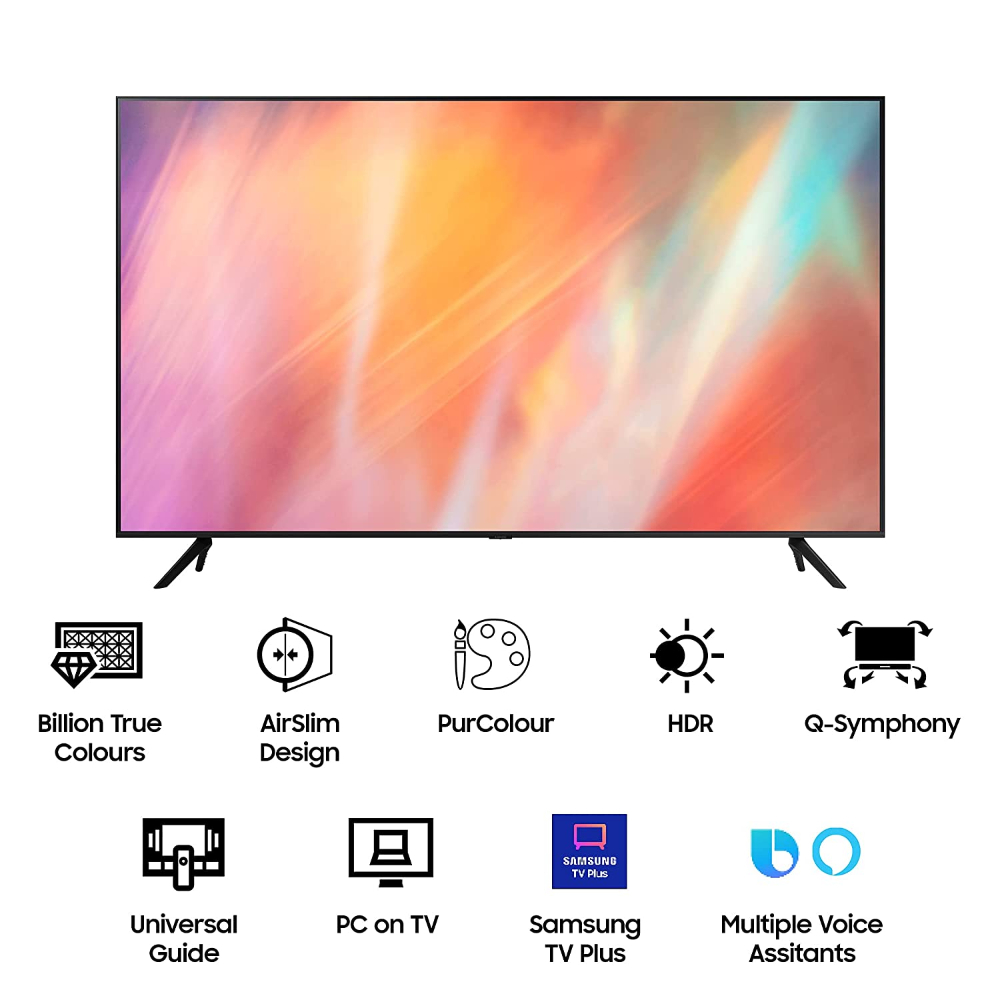 Billion True
Colours
AirSlim
Design
PurColour
HDR
Q-Symphony
SAMSUNG
TV Plus
Universal
Guide
PC on TV
Samsung
TV Plus
Multiple Voice
Assitants